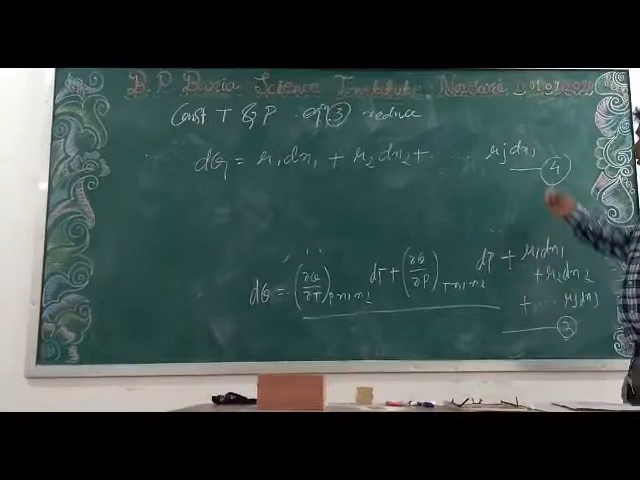 B. P. Baria Science Institute Navsari
Const T & P eqn ③ reduce
dG = μ₁dn₁ + μ₂dn₂ + ... μjdnj — ④
dG = (∂G/∂T)P n₁ n₂ dT + (∂G/∂P)T n₁ n₂ dP + μ₁dn₁
+ μ₂dn₂
+ ... μjdnj
— ③